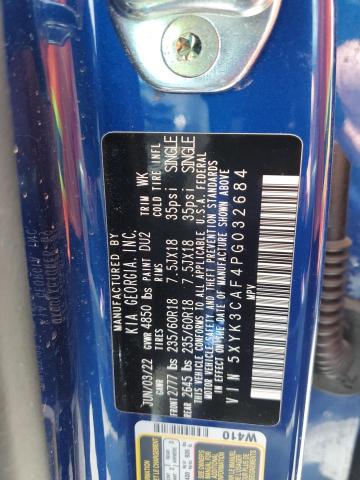 MANUFACTURED BY
KIA GEORGIA, INC.
JUN/03/22 GVWR 4850 lbs PAINT DU2 TRIM WK
GAWR TIRES RIMS COLD TIRE INFL
FRONT 2777 lbs 235/60R18 7.5JX18 35psi SINGLE
REAR 2645 lbs 235/60R18 7.5JX18 35psi SINGLE
THIS VEHICLE CONFORMS TO ALL APPLICABLE U.S.A. FEDERAL
MOTOR VEHICLE SAFETY AND THEFT PREVENTION STANDARDS
IN EFFECT ON THE DATE OF MANUFACTURE SHOWN ABOVE
VIN 5XYK3CAF4PG032684
MPV
W410